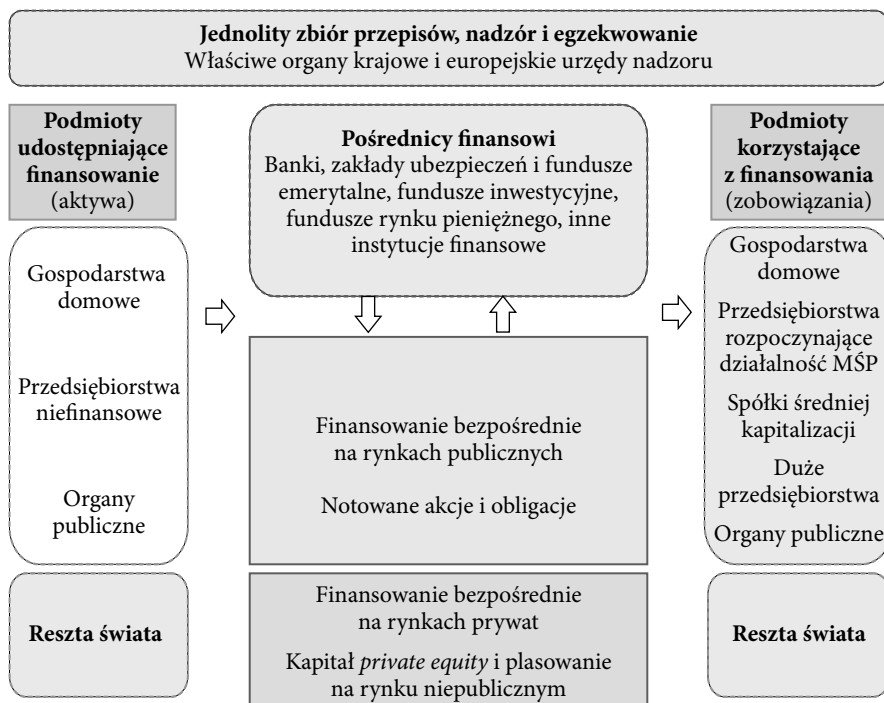 Jednolity zbiór przepisów, nadzór i egzekwowanie
Właściwe organy krajowe i europejskie urzędy nadzoru
Podmioty
udostępniające
finansowanie
(aktywa)
Gospodarstwa
domowe
Przedsiębiorstwa
niefinansowe
Organy
publiczne
Reszta świata
Pośrednicy finansowi
Banki, zakłady ubezpieczeń i fundusze
emerytalne, fundusze inwestycyjne,
fundusze rynku pieniężnego, inne
instytucje finansowe
Finansowanie bezpośrednie
na rynkach publicznych
Notowane akcje i obligacje
Finansowanie bezpośrednie
na rynkach prywat
Kapitał private equity i plasowanie
na rynku niepublicznym
Podmioty
korzystające
z finansowania
(zobowiązania)
Gospodarstwa
domowe
Przedsiębiorstwa
rozpoczynające
działalność MŚP
Spółki średniej
kapitalizacji
Duże
przedsiębiorstwa
Organy publiczne
Reszta świata